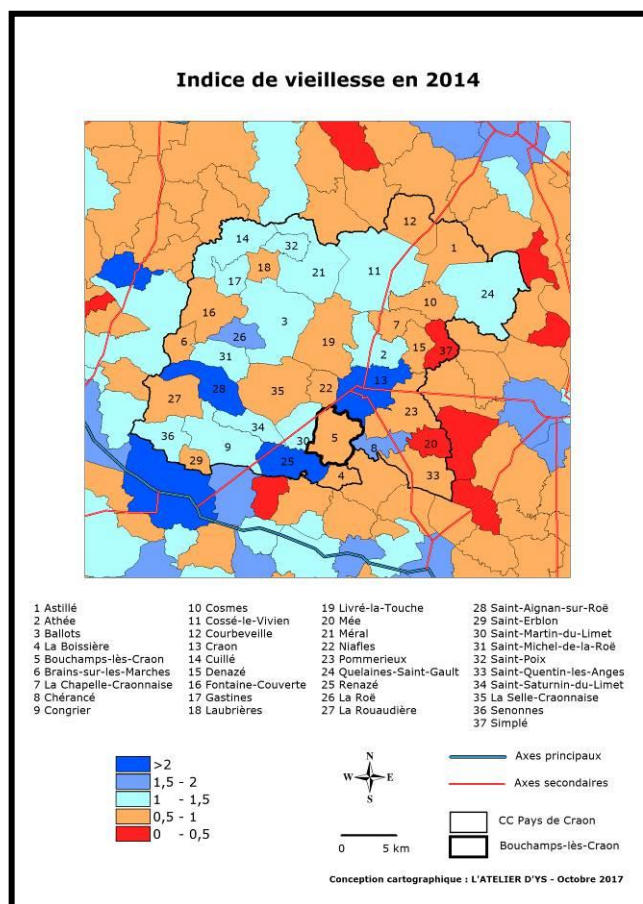 Indice de vieillesse en 2014
12
1
14
32
18
21
11
17
24
16
10
3
19
7
26
6
31
2
15
37
13
28
35
22
27
23
34
36
9
30
5
20
8
29
25
4
33
1 Astillé
2 Athée
3 Ballots
4 La Boissière
5 Bouchamps-lès-Craon
6 Brains-sur-les-Marches
7 La Chapelle-Craonnaise
8 Chérancé
9 Congrier
10 Cosmes
11 Cossé-le-Vivien
12 Courbeveille
13 Craon
14 Cuillé
15 Denazé
16 Fontaine-Couverte
17 Gastines
18 Laubrières
19 Livré-la-Touche
20 Mée
21 Méral
22 Niafles
23 Pommerieux
24 Quelaines-Saint-Gault
25 Renazé
26 La Roë
27 La Rouaudière
28 Saint-Aignan-sur-Roë
29 Saint-Erblon
30 Saint-Martin-du-Limet
31 Saint-Michel-de-la-Roë
32 Saint-Poix
33 Saint-Quentin-les-Anges
34 Saint-Saturnin-du-Limet
35 La Selle-Craonnaise
36 Senonnes
37 Simplé
>2
1,5 - 2
1 - 1,5
0,5 - 1
0 - 0,5
N
W E
S
0 5 km
Axes principaux
Axes secondaires
CC Pays de Craon
Bouchamps-lès-Craon
Conception cartographique : L'ATELIER D'YS - Octobre 2017